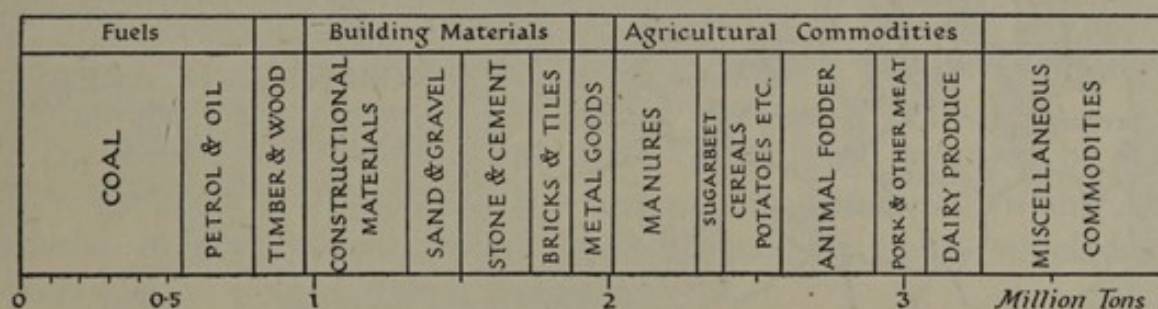 Fuels
Building Materials
Agricultural Commodities
COAL
PETROL & OIL
TIMBER & WOOD
CONSTRUCTIONAL
MATERIALS
SAND & GRAVEL
STONE & CEMENT
BRICKS & TILES
METAL GOODS
MANURES
SUGARBEET
CEREALS
POTATOES ETC.
ANIMAL FODDER
PORK & OTHER MEAT
DAIRY PRODUCE
MISCELLANEOUS
COMMODITIES
0 0·5 1 2 3 Million Tons